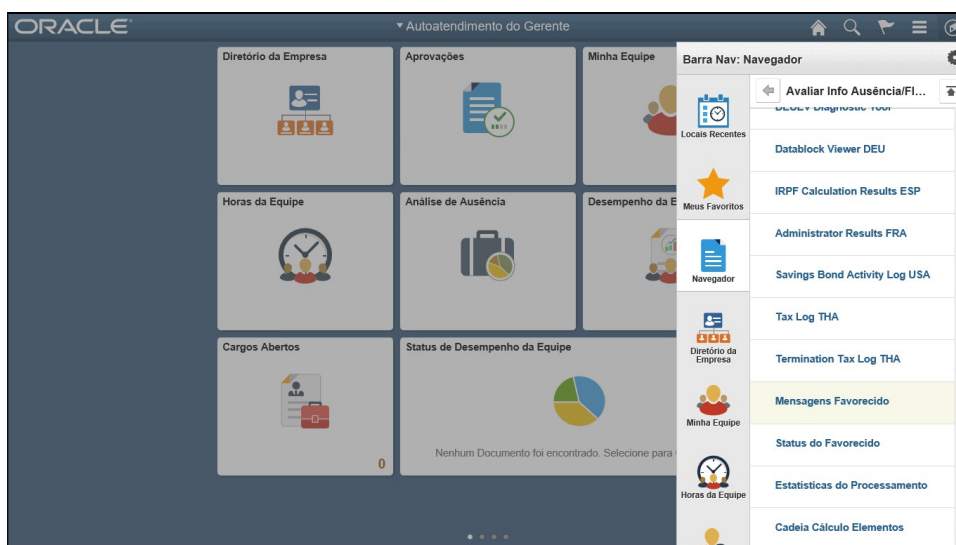 ORACLE
Autoatendimento do Gerente
Diretório da Empresa
Aprovações
Minha Equipe
Horas da Equipe
Análise de Ausência
Desempenho da E
Cargos Abertos
0
Status de Desempenho da Equipe
Nenhum Documento foi encontrado. Selecione para
Barra Nav: Navegador
Locais Recentes
Meus Favoritos
Navegador
Diretório da
Empresa
Minha Equipe
Horas da Equipe
Avaliar Info Ausência/Fl...
DEUEV Diagnostic Tool
Datablock Viewer DEU
IRPF Calculation Results ESP
Administrator Results FRA
Savings Bond Activity Log USA
Tax Log THA
Termination Tax Log THA
Mensagens Favorecido
Status do Favorecido
Estatisticas do Processamento
Cadeia Cálculo Elementos